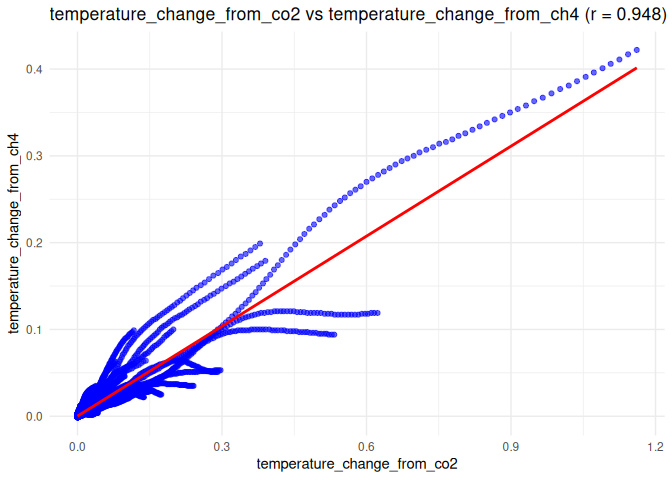 temperature_change_from_co2 vs temperature_change_from_ch4 (r = 0.948)
temperature_change_from_ch4
0.4
0.3
0.2
0.1
0.0
0.0 0.3 0.6 0.9 1.2
temperature_change_from_co2